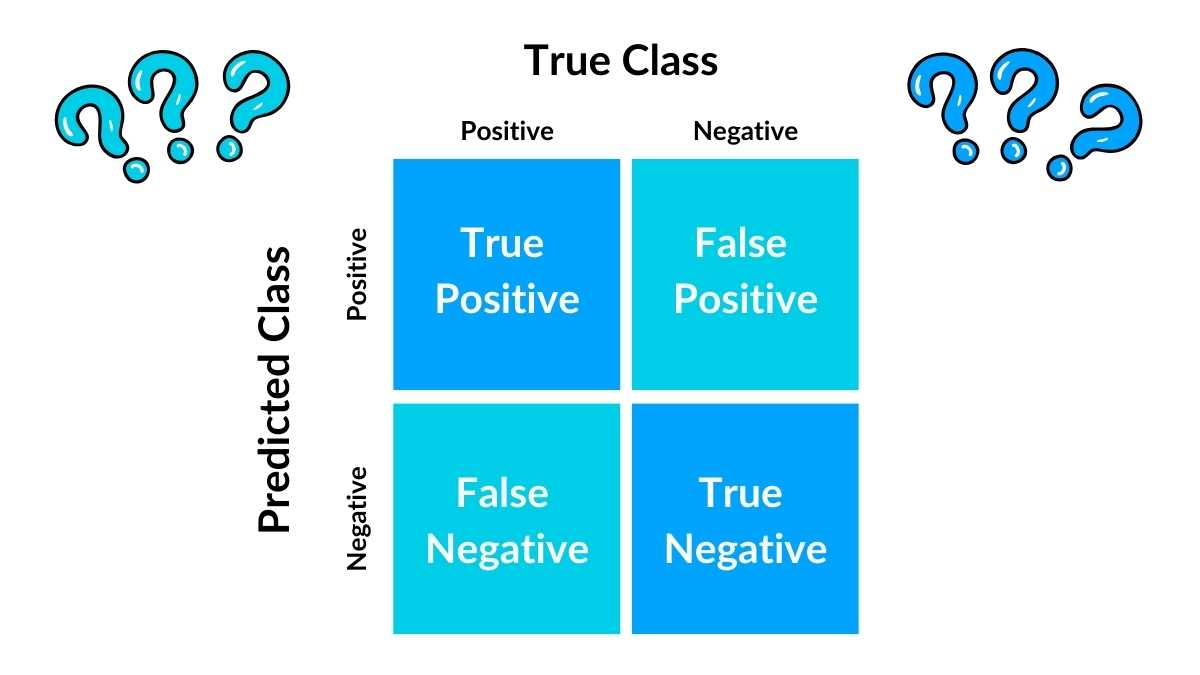 True Class
Positive
Negative
Predicted Class
Positive
True
Positive
False
Positive
Negative
False
Negative
True
Negative